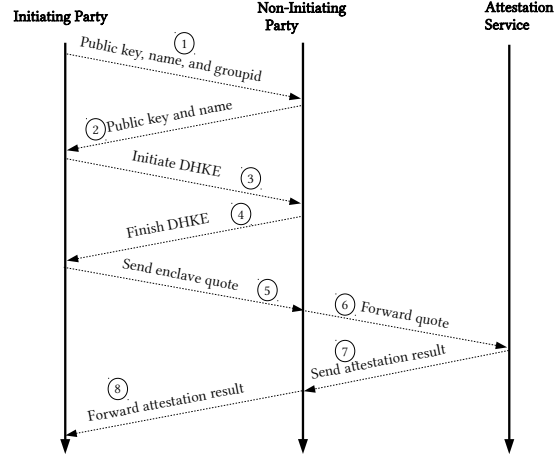 Initiating Party
Non-Initiating
Party
Attestation
Service
1
Public key, name, and groupid
2
Public key and name
Initiate DHKE
3
4
Finish DHKE
Send enclave quote
5
6
Forward quote
7
Send attestation result
8
Forward attestation result